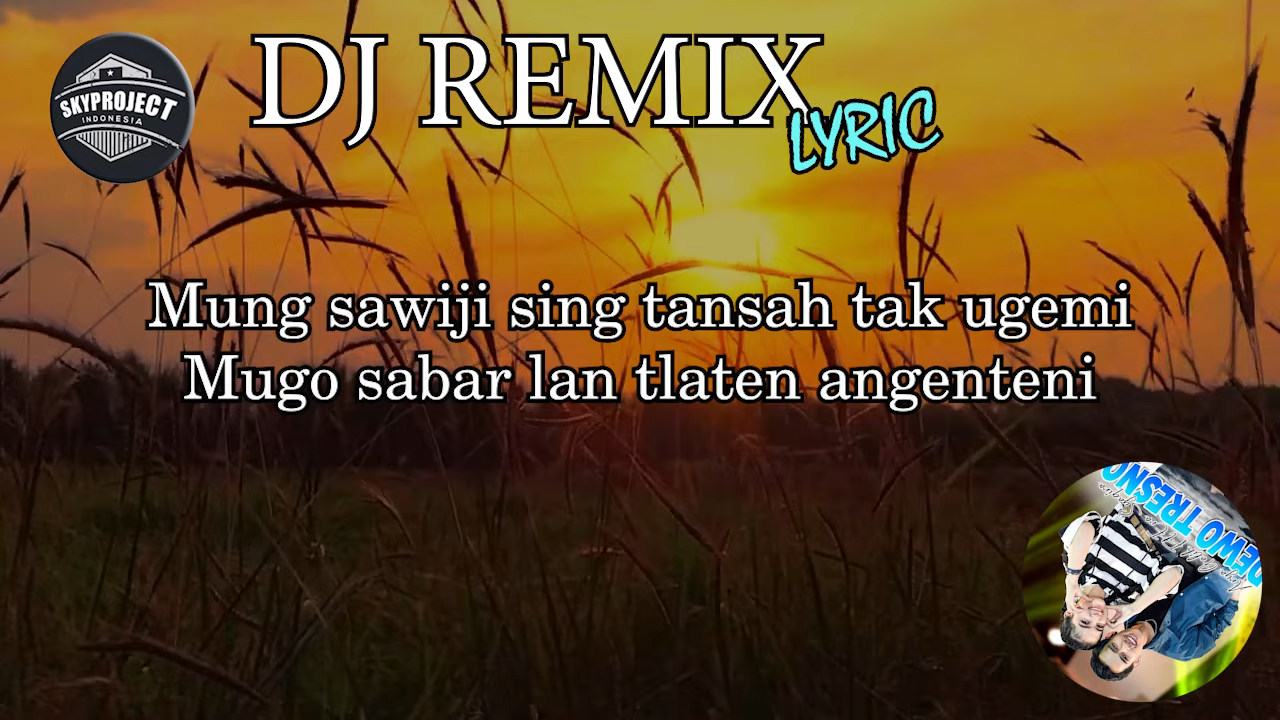 SKYPROJECT
INDONESIA
DJ REMIX
LYRIC
Mung sawiji sing tansah tak ugemi
Mugo sabar lan tlaten angenteni
DEWO TRESNO